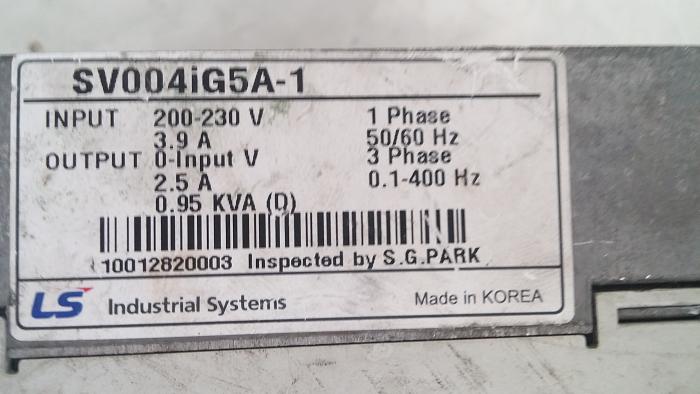 SV004iG5A-1
INPUT 200-230 V 1 Phase
3.9 A 50/60 Hz
OUTPUT 0-Input V 3 Phase
2.5 A 0.1-400 Hz
0.95 KVA (D)
10012820003 Inspected by S.G.PARK
LS Industrial Systems Made in KOREA